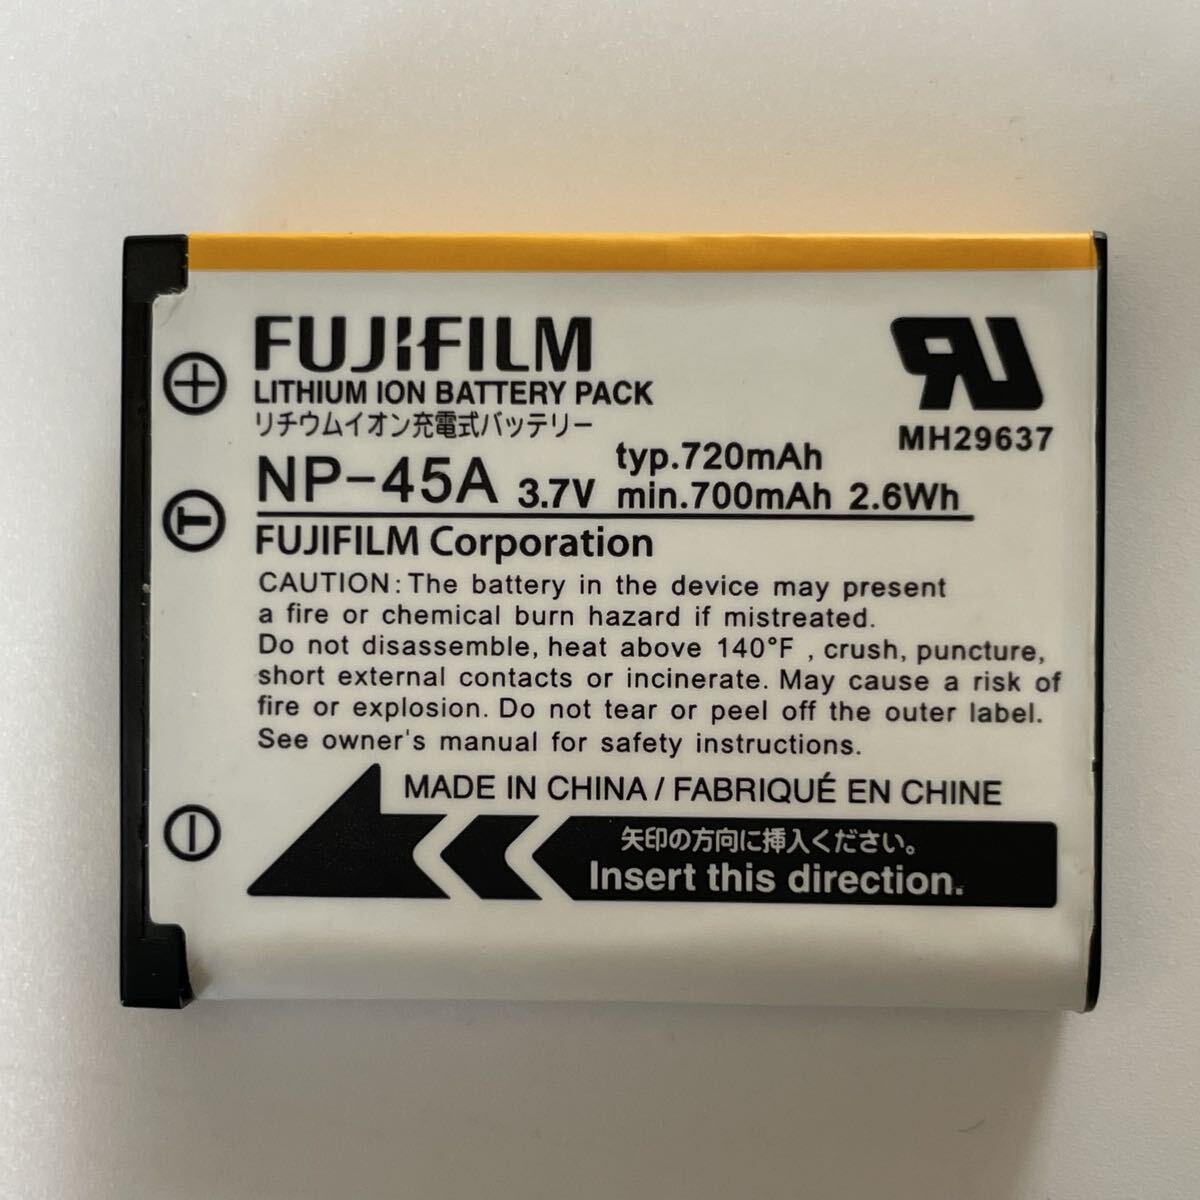 FUJIFILM
LITHIUM ION BATTERY PACK
リチウムイオン充電式バッテリー
MH29637
NP-45A 3.7V typ.720mAh
min.700mAh 2.6Wh
FUJIFILM Corporation
CAUTION: The battery in the device may present
a fire or chemical burn hazard if mistreated.
Do not disassemble, heat above 140°F , crush, puncture,
short external contacts or incinerate. May cause a risk of
fire or explosion. Do not tear or peel off the outer label.
See owner's manual for safety instructions.
MADE IN CHINA / FABRIQUÉ EN CHINE
矢印の方向に挿入ください。
Insert this direction.
+
T
−